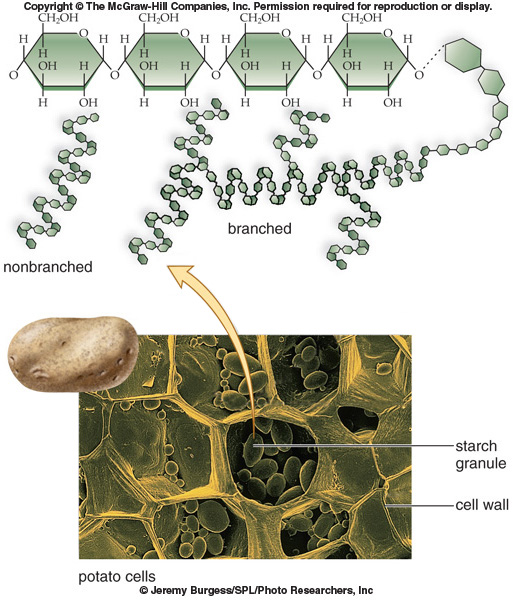 Copyright © The McGraw-Hill Companies, Inc. Permission required for reproduction or display.
CH₂OH CH₂OH CH₂OH CH₂OH
H O H H O H H O H H O H
OH H OH H OH H OH H
O O O O O
H OH H OH H OH H OH
nonbranched
branched
starch
granule
cell wall
potato cells
© Jeremy Burgess/SPL/Photo Researchers, Inc